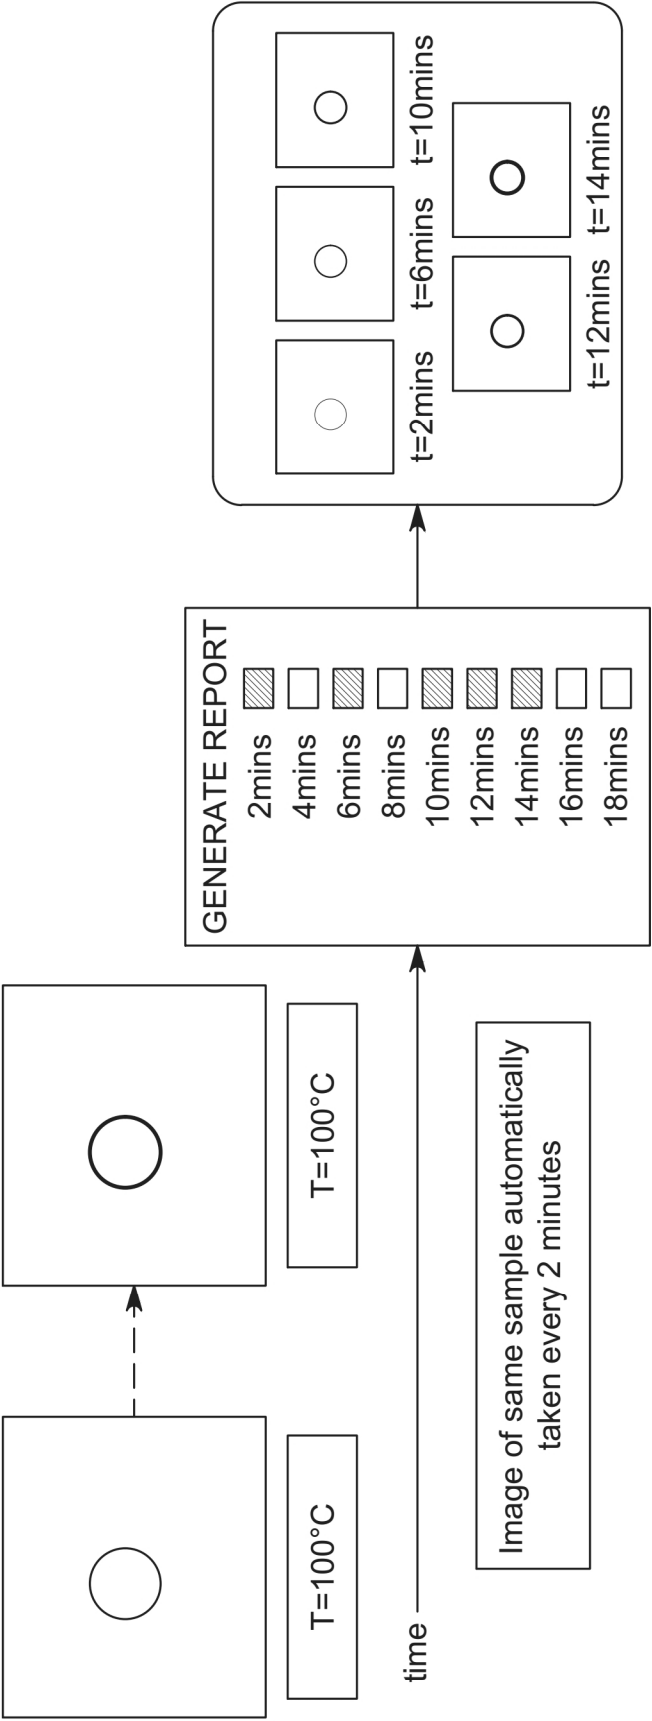 T=100°C
T=100°C
time
Image of same sample automatically
taken every 2 minutes
GENERATE REPORT
2mins
4mins
6mins
8mins
10mins
12mins
14mins
16mins
18mins
t=2mins
t=6mins
t=10mins
t=12mins
t=14mins